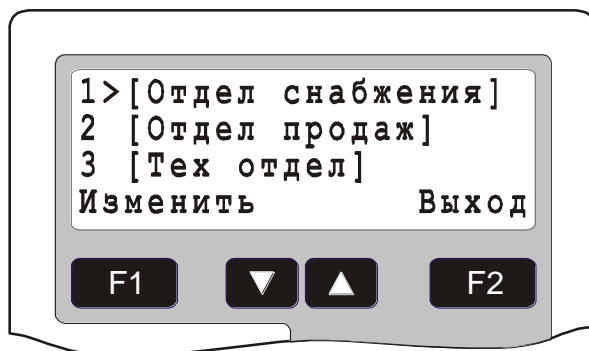 1>[Отдел снабжения]
2 [Отдел продаж]
3 [Тех отдел]
Изменить Выход
F1 F2